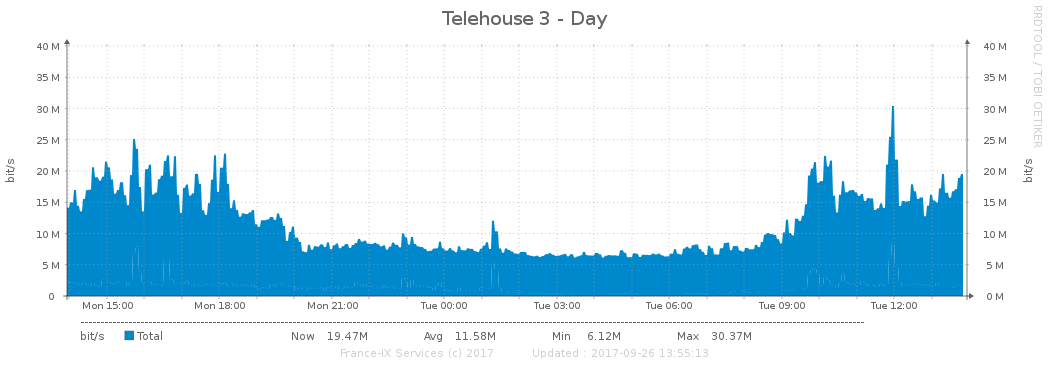 Telehouse 3 - Day
RRDTOOL / TOBI OETIKER
bit/s
bit/s
40 M 40 M
35 M 35 M
30 M 30 M
25 M 25 M
20 M 20 M
15 M 15 M
10 M 10 M
5 M 5 M
0 0 M
Mon 15:00 Mon 18:00 Mon 21:00 Tue 00:00 Tue 03:00 Tue 06:00 Tue 09:00 Tue 12:00
bit/s Total Now 19.47M Avg 11.58M Min 6.12M Max 30.37M
France-IX Services (c) 2017 Updated : 2017-09-26 13:55:13